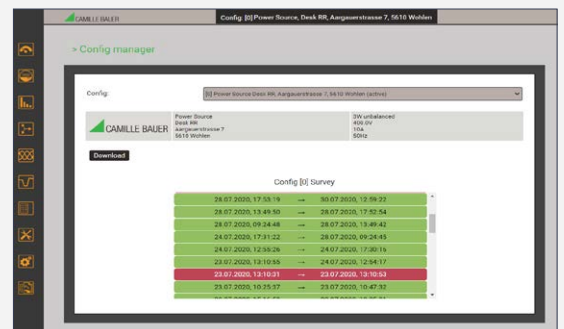 CAMILLE BAUER
Config [0] Power Source, Desk RR, Aargauerstrasse 7, 5610 Wohlen
> Config manager
Config:
[0] Power Source Desk RR, Aargauerstrasse 7, 5610 Wohlen (active)
CAMILLE BAUER
Power Source
Desk RR
Aargauerstrasse 7
5610 Wohlen
3W unbalanced
400.0V
10A
50Hz
Download
Config [0] Survey
28.07.2020, 17:53:19 → 30.07.2020, 12:59:22
28.07.2020, 13:49:50 → 28.07.2020, 17:52:54
28.07.2020, 09:24:48 → 28.07.2020, 13:49:42
24.07.2020, 17:31:22 → 28.07.2020, 09:24:45
24.07.2020, 12:55:26 → 24.07.2020, 17:30:16
23.07.2020, 13:10:55 → 24.07.2020, 12:54:17
23.07.2020, 13:10:31 → 23.07.2020, 13:10:53
23.07.2020, 10:25:27 → 23.07.2020, 10:47:32